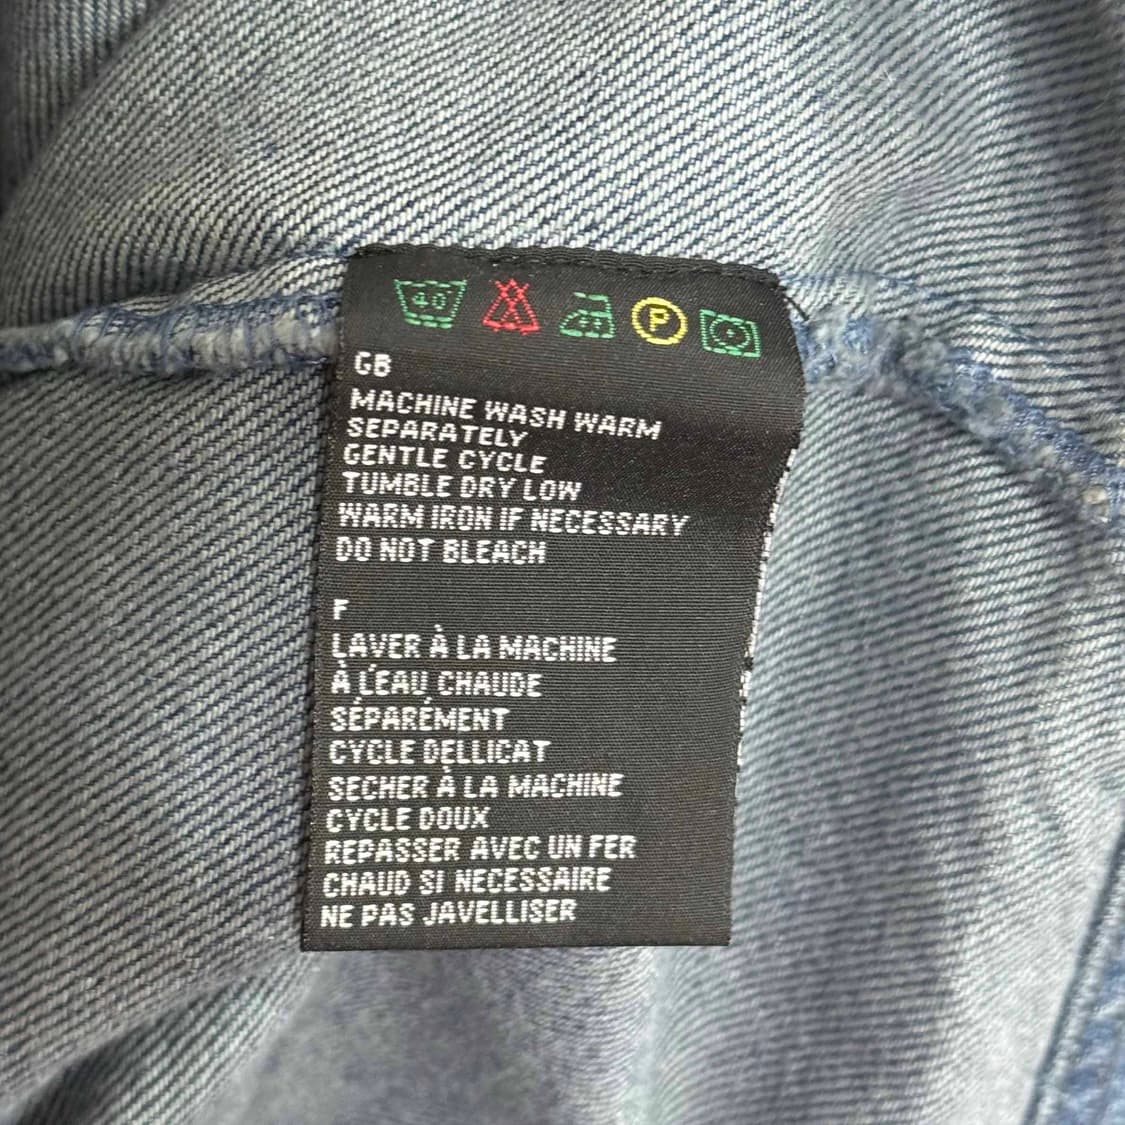 40 P
GB
MACHINE WASH WARM
SEPARATELY
GENTLE CYCLE
TUMBLE DRY LOW
WARM IRON IF NECESSARY
DO NOT BLEACH
F
LAVER À LA MACHINE
À L'EAU CHAUDE
SÉPARÉMENT
CYCLE DELLICAT
SECHER À LA MACHINE
CYCLE DOUX
REPASSER AVEC UN FER
CHAUD SI NECESSAIRE
NE PAS JAVELLISER